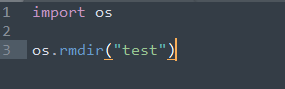 1 import os
2
3 os.rmdir("test")